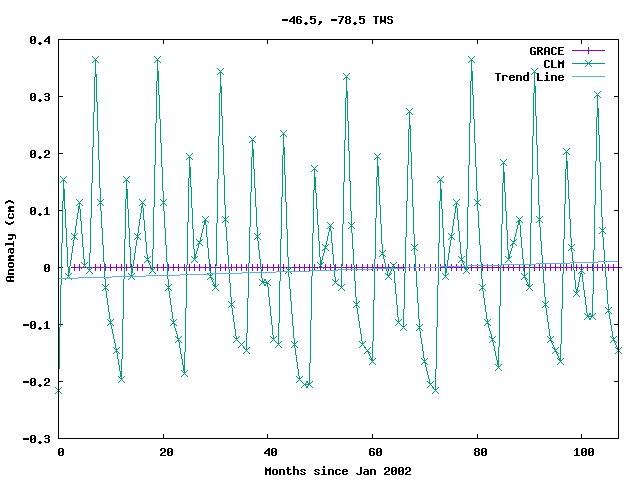 -46.5, -78.5 TWS
GRACE
CLM
Trend Line
0.4
0.3
0.2
0.1
0
-0.1
-0.2
-0.3
Anomaly (cm)
0 20 40 60 80 100
Months since Jan 2002